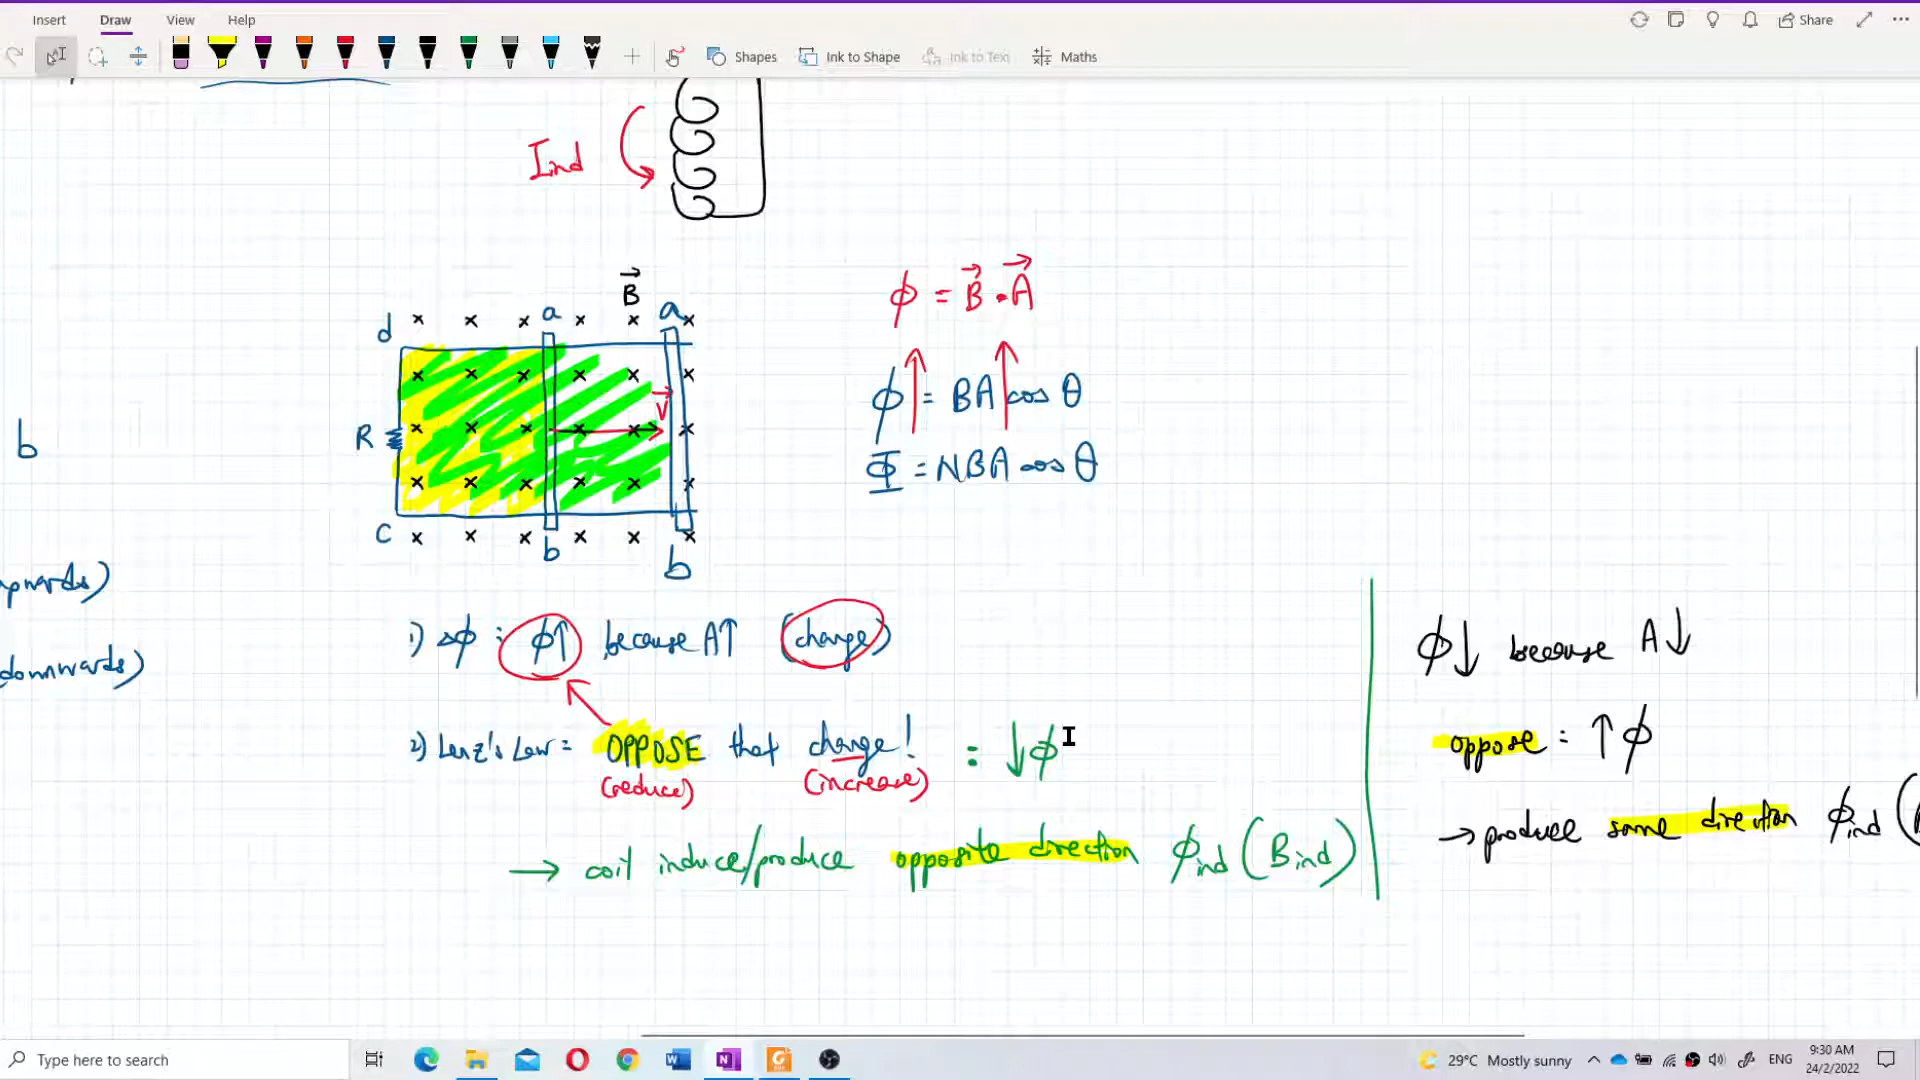 Insert Draw View Help
Share
Shapes Ink to Shape Ink to Text Maths
Ind
B
a a
d
R
V
c
b b
ϕ = B · A
ϕ = BA cos θ
Φ = NBA cos θ
b
pwards)
downwards)
1) Δϕ : ϕ↑ because A↑ (change)
2) Lenz's Law = OPPOSE that change! : ↓ϕ
(reduce) (increase)
→ coil induce/produce opposite direction ϕind (Bind)
ϕ↓ because A↓
oppose : ↑ϕ
→ produce same direction ϕind (
Type here to search
29°C Mostly sunny
ENG
9:30 AM
24/2/2022